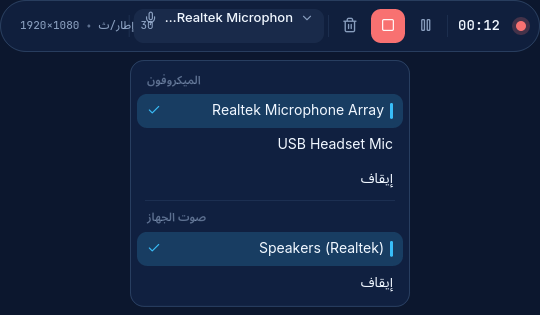 00:12
Realtek Microphon...
1920×1080 • 30 إطار/ث
الميكروفون
Realtek Microphone Array
USB Headset Mic
إيقاف
صوت الجهاز
Speakers (Realtek)
إيقاف